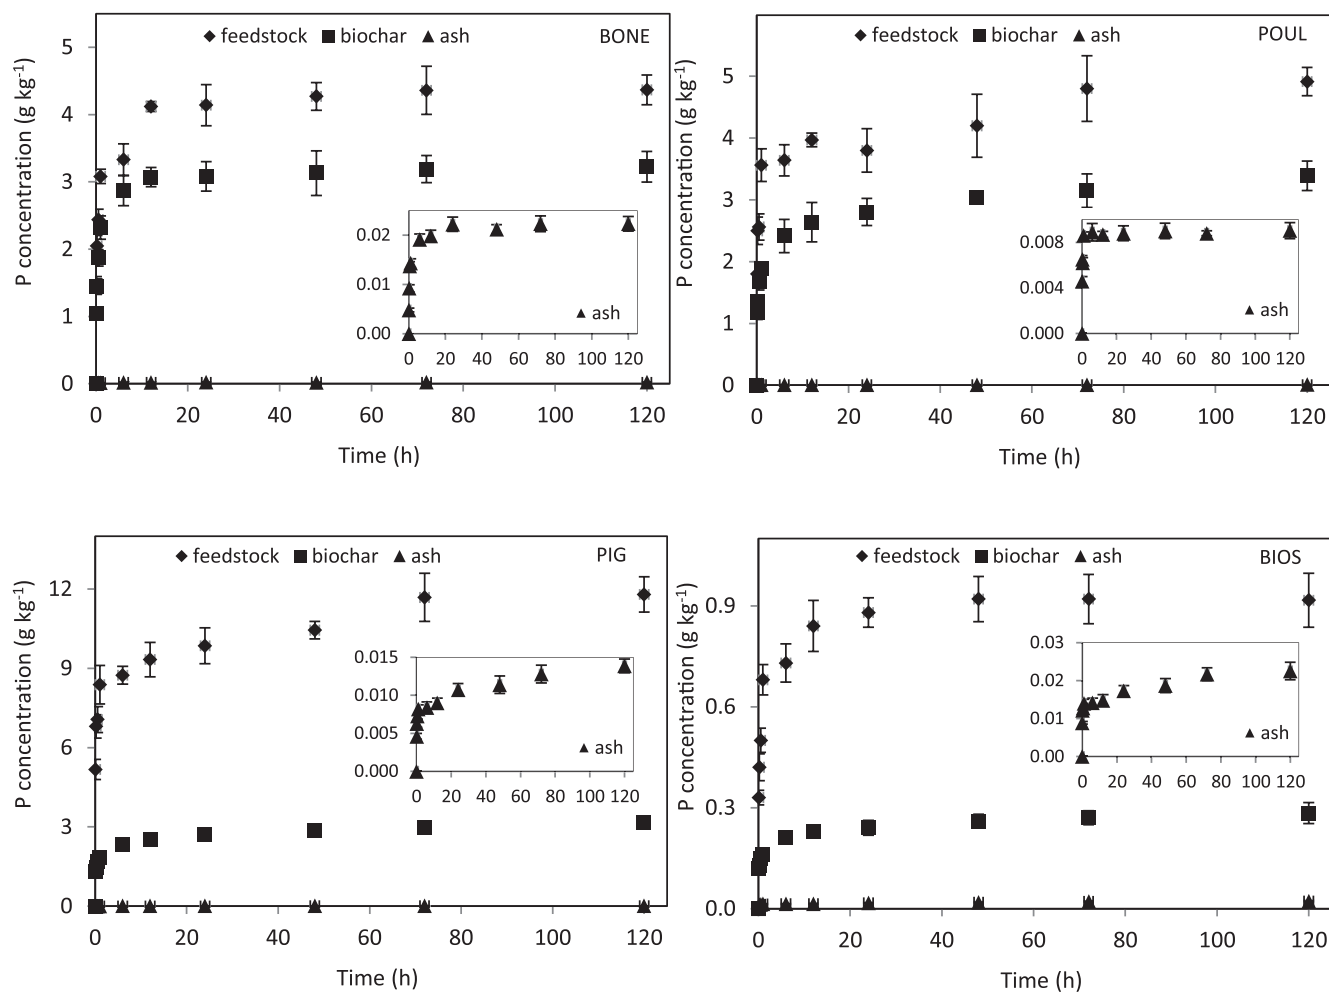 ◆ feedstock ■ biochar ▲ ash BONE
P concentration (g kg⁻¹)
5
4
3
2
1
0
0 20 40 60 80 100 120
Time (h)
0.02
0.01
0.00
▲ ash
0 20 40 60 80 100 120
◆ feedstock ■ biochar ▲ ash POUL
P concentration (g kg⁻¹)
5
4
3
2
1
0
0 20 40 60 80 100 120
Time (h)
0.008
0.004
0.000
▲ ash
0 20 40 60 80 100 120
◆ feedstock ■ biochar ▲ ash PIG
P concentration (g kg⁻¹)
12
9
6
3
0
0 20 40 60 80 100 120
Time (h)
0.015
0.010
0.005
0.000
▲ ash
0 20 40 60 80 100 120
◆ feedstock ■ biochar ▲ ash BIOS
P concentration (g kg⁻¹)
0.9
0.6
0.3
0.0
0 20 40 60 80 100 120
Time (h)
0.03
0.02
0.01
0.00
▲ ash
0 20 40 60 80 100 120